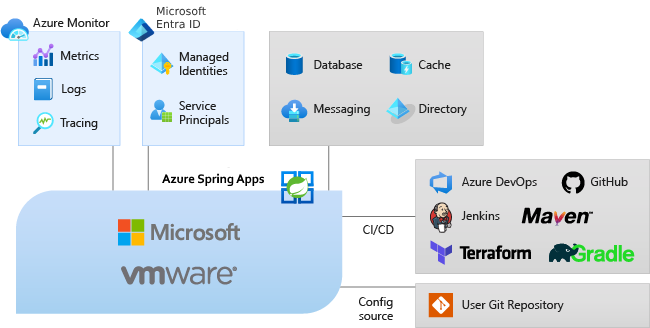 Azure Monitor
Metrics
Logs
Tracing
Microsoft
Entra ID
Managed
Identities
Service
Principals
Database
Cache
Messaging
Directory
Azure Spring Apps
Microsoft
vmware®
CI/CD
Azure DevOps
GitHub
Jenkins
Maven™
Terraform
Gradle
Config
source
User Git Repository